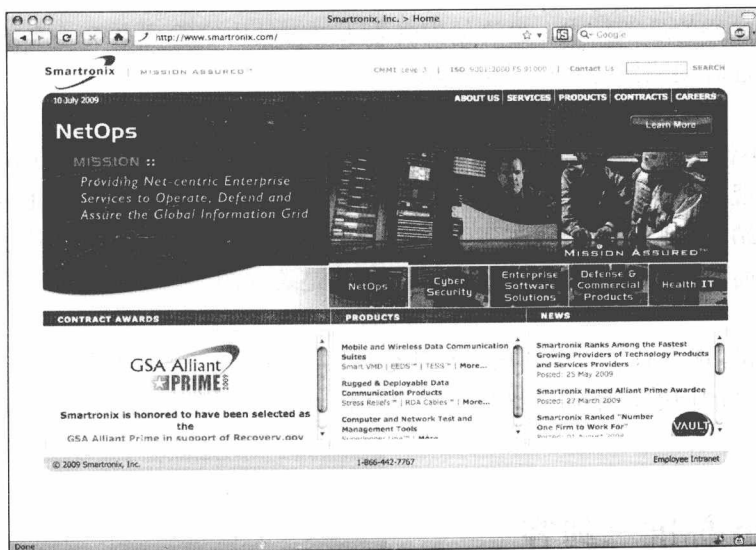 Smartronix, Inc. > Home
http://www.smartronix.com/
Google
Smartronix | MISSION ASSURED™
CMMI Level 3 | ISO 9001:2000 FS 91000 | Contact Us
SEARCH
10 July 2009
ABOUT US | SERVICES | PRODUCTS | CONTRACTS | CAREERS
NetOps
Learn More
MISSION ::
Providing Net-centric Enterprise
Services to Operate, Defend and
Assure the Global Information Grid
MISSION ASSURED™
NetOps
Cyber
Security
Enterprise
Software
Solutions
Defense &
Commercial
Products
Health IT
CONTRACT AWARDS
GSA Alliant
PRIME 2009
Smartronix is honored to have been selected as
the
GSA Alliant Prime in support of Recovery.gov
PRODUCTS
Mobile and Wireless Data Communication
Suites
Smart VMD | EEDS™ | TESS™ | More...
Rugged & Deployable Data
Communication Products
Stress Reliefs™ | RDA Cables™ | More...
Computer and Network Test and
Management Tools
More
NEWS
Smartronix Ranks Among the Fastest
Growing Providers of Technology Products
and Services Providers
Posted: 25 May 2009
Smartronix Named Alliant Prime Awardee
Posted: 27 March 2009
Smartronix Ranked "Number
One Firm to Work For"
Posted: 01 August 2008
VAULT
© 2009 Smartronix, Inc.
1-866-442-7767
Employee Intranet
Done